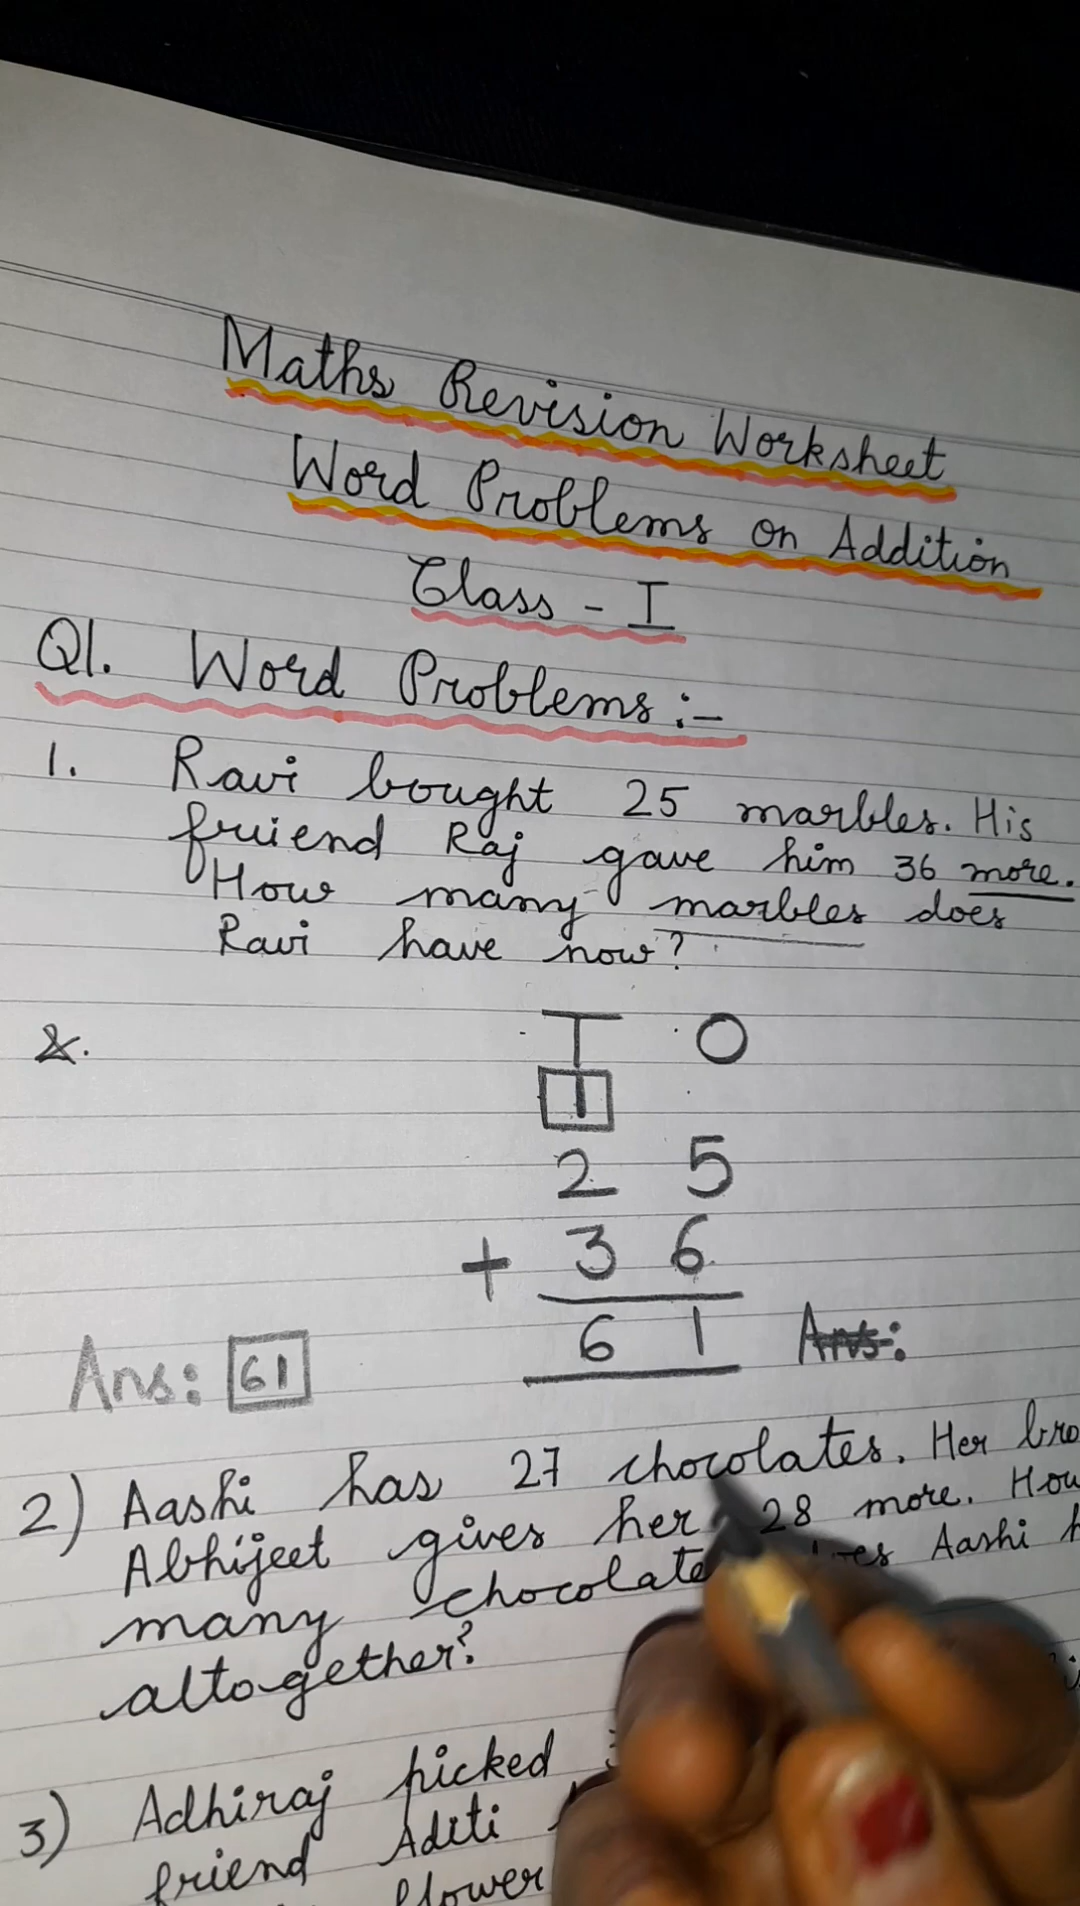 Maths Revision Worksheet
Word Problems on Addition
Class - I
Q1. Word Problems :-
1. Ravi bought 25 marbles. His
friend Raj gave him 36 more.
How many marbles does
Ravi have now?
T O
1
2 5
+ 3 6
6 1 Ans:
Ans: 61
2) Aashi has 27 chocolates. Her
Abhijeet gives her 28 more.
many Aashi
altogether?
3) Adhiraj picked
friend Aditi
flower